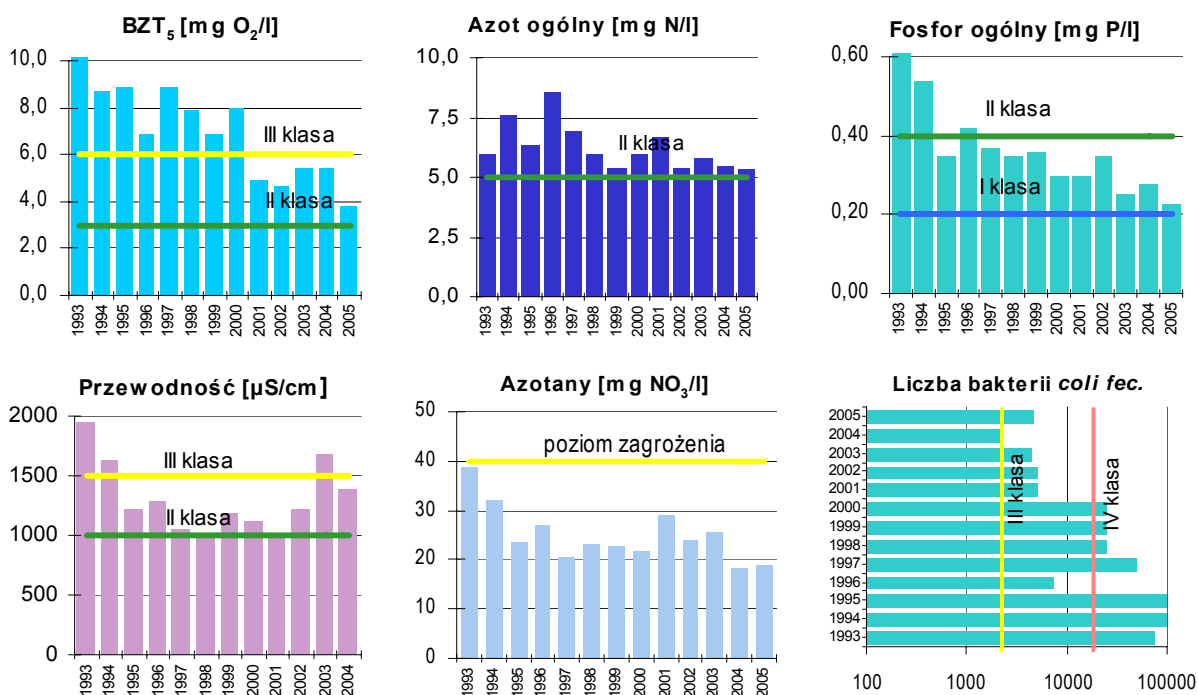 BZT5 [mg O2/l]
10,0
8,0
6,0
4,0
2,0
0,0
III klasa
II klasa
1993 1994 1995 1996 1997 1998 1999 2000 2001 2002 2003 2004 2005
Azot ogólny [mg N/l]
10,0
7,5
5,0
2,5
0,0
II klasa
1993 1994 1995 1996 1997 1998 1999 2000 2001 2002 2003 2004 2005
Fosfor ogólny [mg P/l]
0,60
0,40
0,20
0,00
II klasa
I klasa
1993 1994 1995 1996 1997 1998 1999 2000 2001 2002 2003 2004 2005
Przewodność [µS/cm]
2000
1500
1000
500
0
III klasa
II klasa
1993 1994 1995 1996 1997 1998 1999 2000 2001 2002 2003 2004
Azotany [mg NO3/l]
50
40
30
20
10
0
poziom zagrożenia
1993 1994 1995 1996 1997 1998 1999 2000 2001 2002 2003 2004 2005
Liczba bakterii coli fec.
2005
2004
2003
2002
2001
2000
1999
1998
1997
1996
1995
1994
1993
III klasa
IV klasa
100 1000 10000 100000